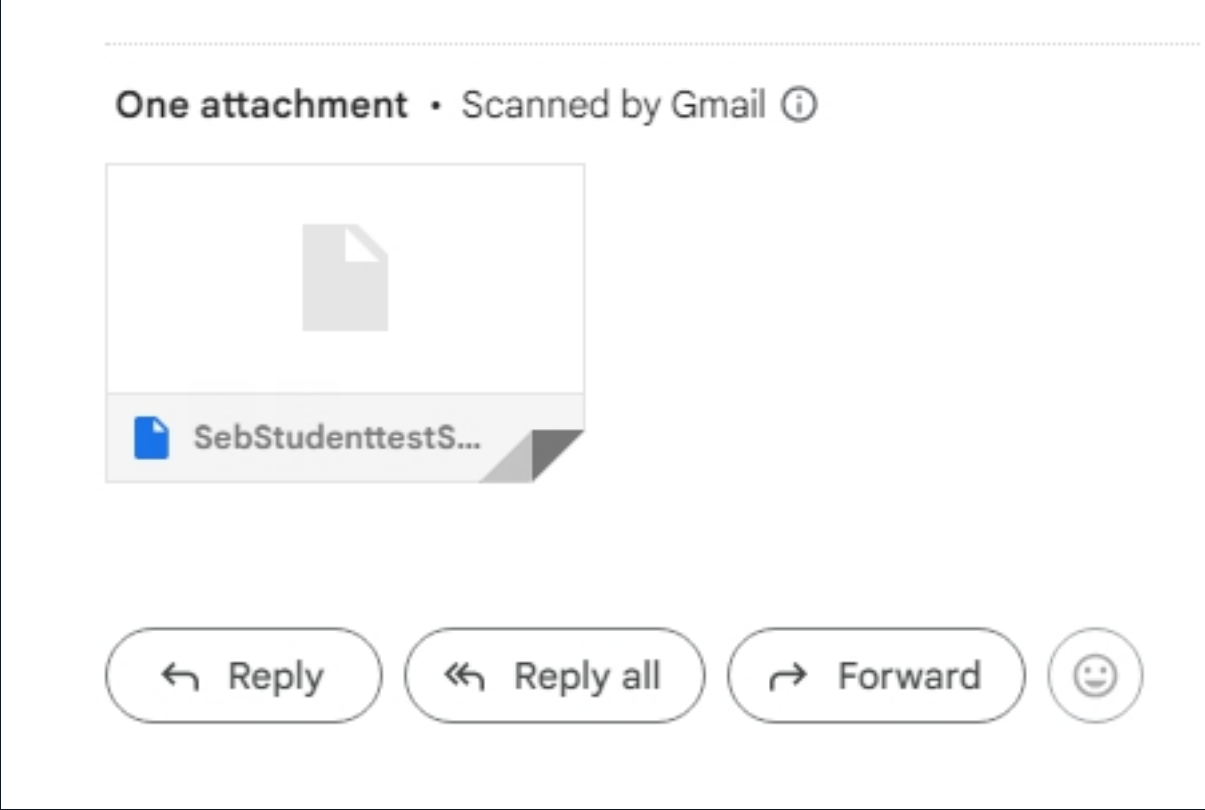 One attachment • Scanned by Gmail
SebStudenttestS...
Reply Reply all Forward